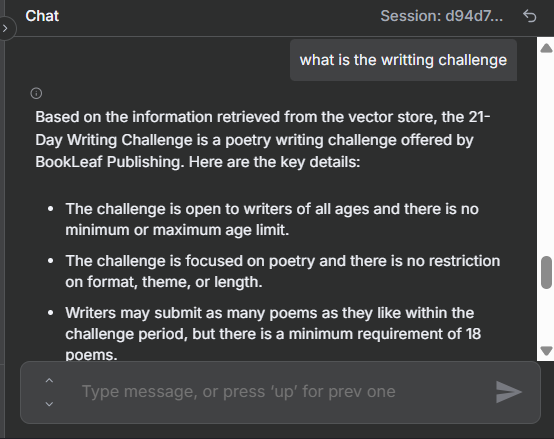 Chat
Session: d94d7...
what is the writting challenge
Based on the information retrieved from the vector store, the 21-
Day Writing Challenge is a poetry writing challenge offered by
BookLeaf Publishing. Here are the key details:
• The challenge is open to writers of all ages and there is no
minimum or maximum age limit.
• The challenge is focused on poetry and there is no restriction
on format, theme, or length.
• Writers may submit as many poems as they like within the
challenge period, but there is a minimum requirement of 18
poems.
Type message, or press ‘up’ for prev one